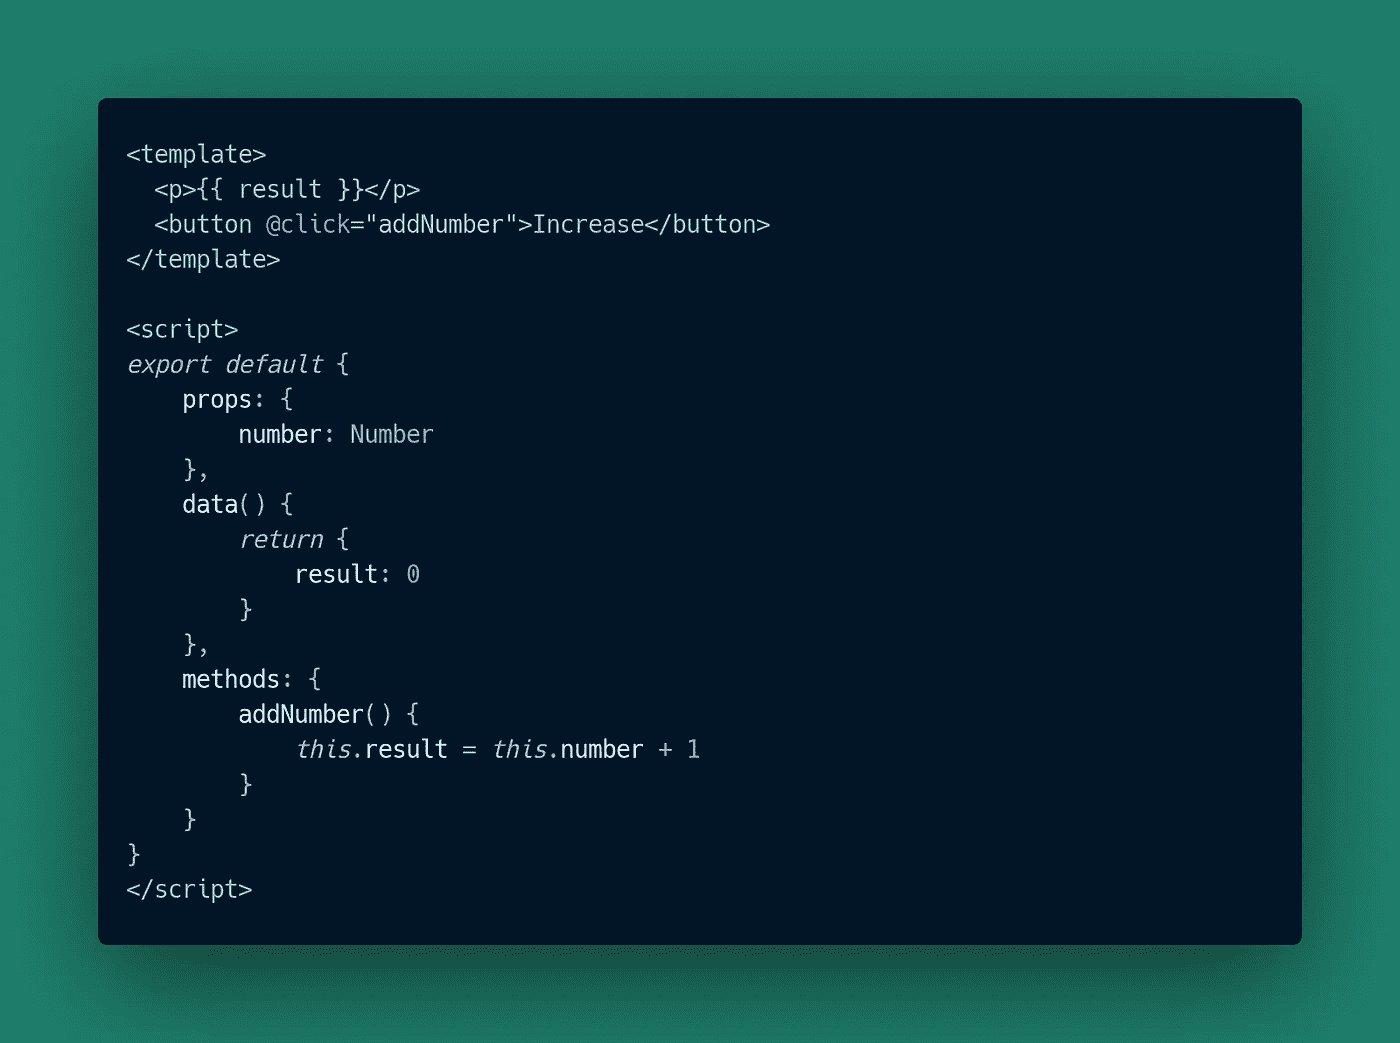 <template>
  <p>{{ result }}</p>
  <button @click="addNumber">Increase</button>
</template>

<script>
export default {
    props: {
        number: Number
    },
    data() {
        return {
            result: 0
        }
    },
    methods: {
        addNumber() {
            this.result = this.number + 1
        }
    }
}
</script>